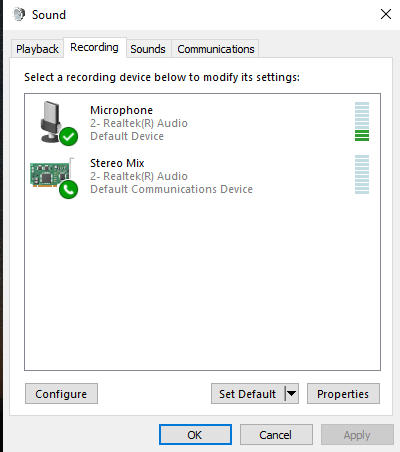 Sound
Playback Recording Sounds Communications
Select a recording device below to modify its settings:
Microphone
2- Realtek(R) Audio
Default Device
Stereo Mix
2- Realtek(R) Audio
Default Communications Device
Configure Set Default Properties
OK Cancel Apply